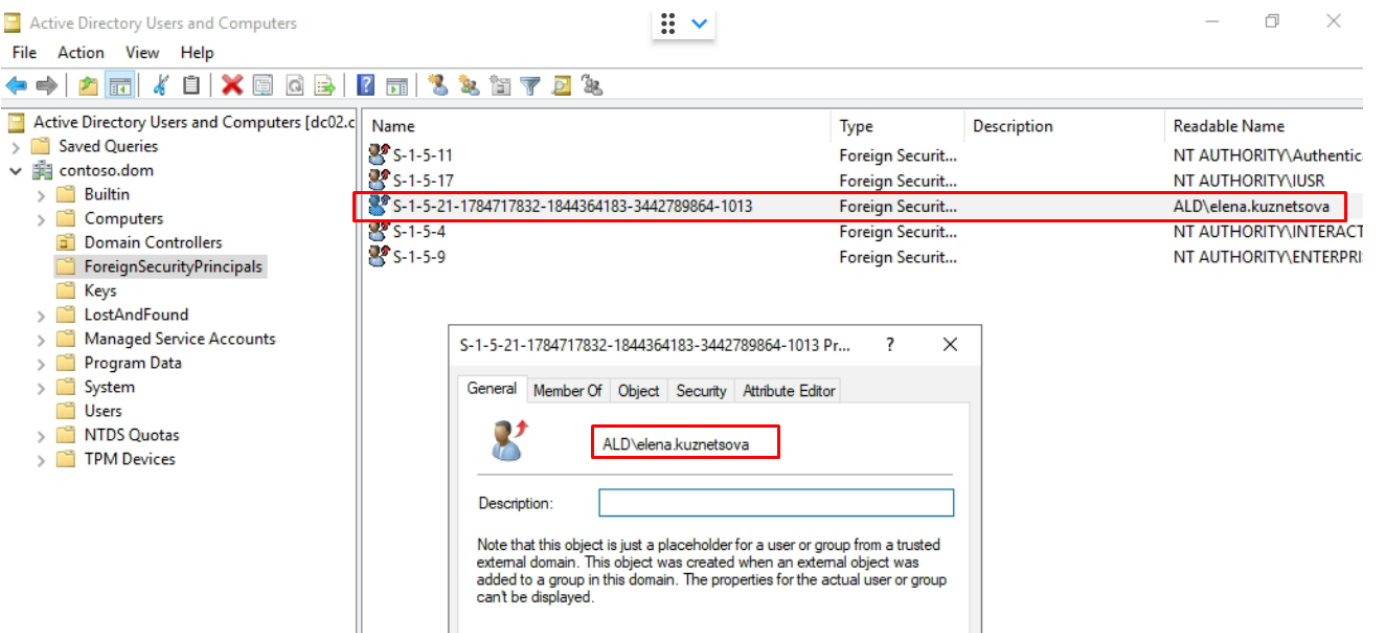 Active Directory Users and Computers
File Action View Help
Active Directory Users and Computers [dc02.c
Saved Queries
contoso.dom
Builtin
Computers
Domain Controllers
ForeignSecurityPrincipals
Keys
LostAndFound
Managed Service Accounts
Program Data
System
Users
NTDS Quotas
TPM Devices
Name Type Description Readable Name
S-1-5-11 Foreign Securit... NT AUTHORITY\Authentic
S-1-5-17 Foreign Securit... NT AUTHORITY\IUSR
S-1-5-21-1784717832-1844364183-3442789864-1013 Foreign Securit... ALD\elena.kuznetsova
S-1-5-4 Foreign Securit... NT AUTHORITY\INTERACT
S-1-5-9 Foreign Securit... NT AUTHORITY\ENTERPRI
S-1-5-21-1784717832-1844364183-3442789864-1013 Pr... ?
General Member Of Object Security Attribute Editor
ALD\elena.kuznetsova
Description:
Note that this object is just a placeholder for a user or group from a trusted
external domain. This object was created when an external object was
added to a group in this domain. The properties for the actual user or group
can't be displayed.